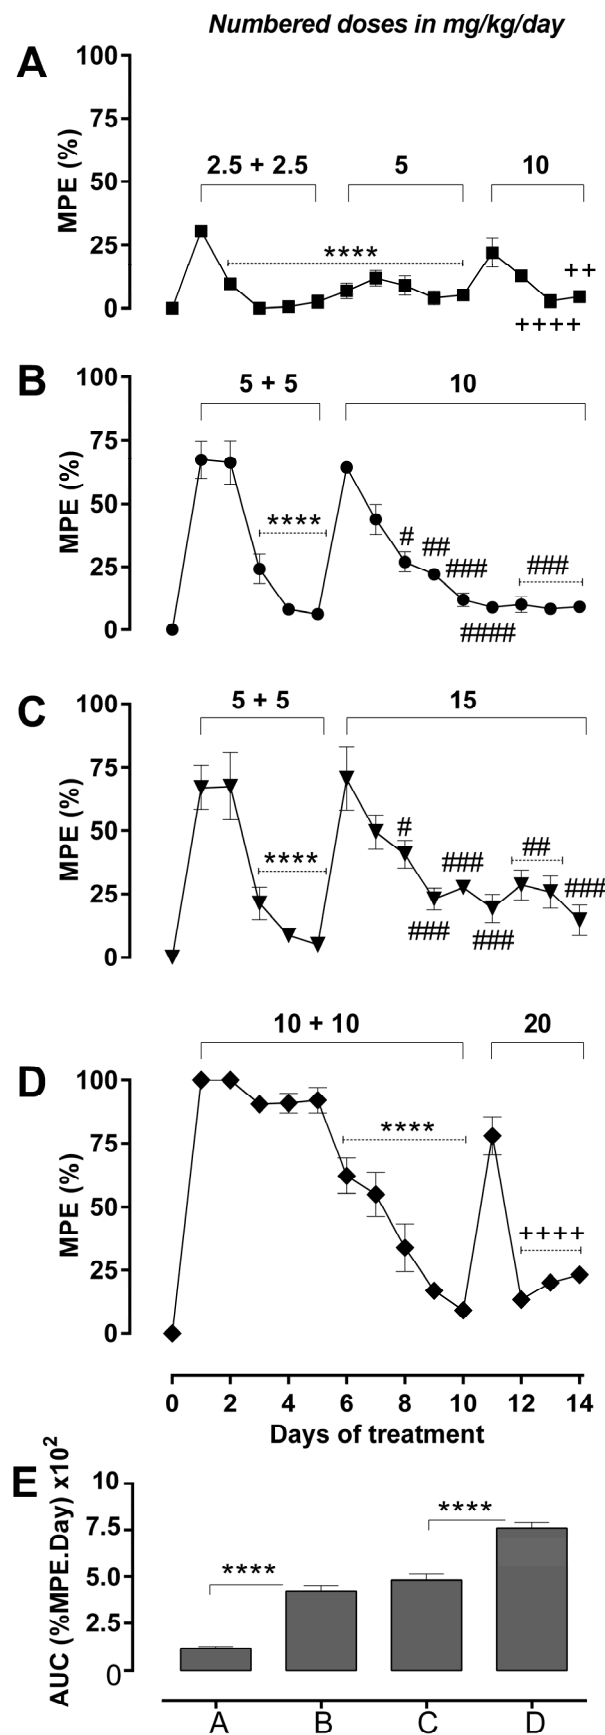 Numbered doses in mg/kg/day
A
100
75
50
25
0
MPE (%)
2.5 + 2.5
5
10
****
++
++++
B
100
75
50
25
0
MPE (%)
5 + 5
10
****
#
##
###
####
###
C
100
75
50
25
0
MPE (%)
5 + 5
15
****
#
###
###
###
##
###
D
100
75
50
25
0
MPE (%)
10 + 10
20
****
++++
0 2 4 6 8 10 12 14
Days of treatment
E
AUC (%MPE.Day) x10²
10
7.5
5.0
2.5
0
****
****
A B C D